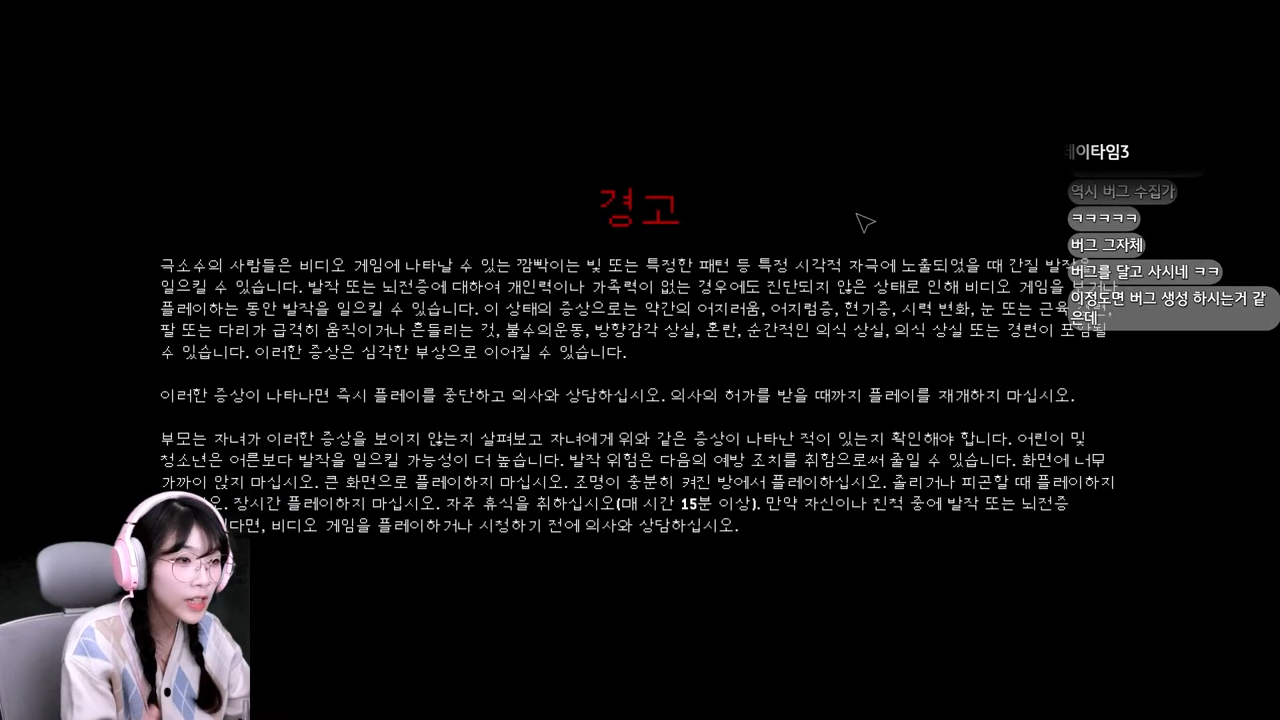 경고
극소수의 사람들은 비디오 게임에 나타날 수 있는 깜빡이는 빛 또는 특정한 패턴 등 특정 시각적 자극에 노출되었을 때 간질 발작을
일으킬 수 있습니다. 발작 또는 뇌전증에 대하여 개인력이나 가족력이 없는 경우에도 진단되지 않은 상태로 인해 비디오 게임을
플레이하는 동안 발작을 일으킬 수 있습니다. 이 상태의 증상으로는 약간의 어지러움, 어지럼증, 현기증, 시력 변화, 눈 또는
팔 또는 다리가 급격히 움직이거나 흔들리는 것, 불수의운동, 방향감각 상실, 혼란, 순간적인 의식 상실, 의식 상실 또는 경련이 포함될
수 있습니다. 이러한 증상은 심각한 부상으로 이어질 수 있습니다.
이러한 증상이 나타나면 즉시 플레이를 중단하고 의사와 상담하십시오. 의사의 허가를 받을 때까지 플레이를 재개하지 마십시오.
부모는 자녀가 이러한 증상을 보이지 않는지 살펴보고 자녀에게 위와 같은 증상이 나타난 적이 있는지 확인해야 합니다. 어린이 및
청소년은 어른보다 발작을 일으킬 가능성이 더 높습니다. 발작 위험은 다음의 예방 조치를 취함으로써 줄일 수 있습니다. 화면에 너무
가까이 앉지 마십시오. 큰 화면으로 플레이하지 마십시오. 조명이 충분히 켜진 방에서 플레이하십시오. 졸리거나 피곤할 때 플레이하지
장시간 플레이하지 마십시오. 자주 휴식을 취하십시오(매 시간 15분 이상). 만약 자신이나 친척 중에 발작 또는 뇌전증
비디오 게임을 플레이하거나 시청하기 전에 의사와 상담하십시오.
레이타임3
역시 버그 수집가
ㅋㅋㅋㅋㅋ
버그 그자체
버그를 달고 사시네 ㅋㅋ
이정도면 버그 생성 하시는거 같
은데